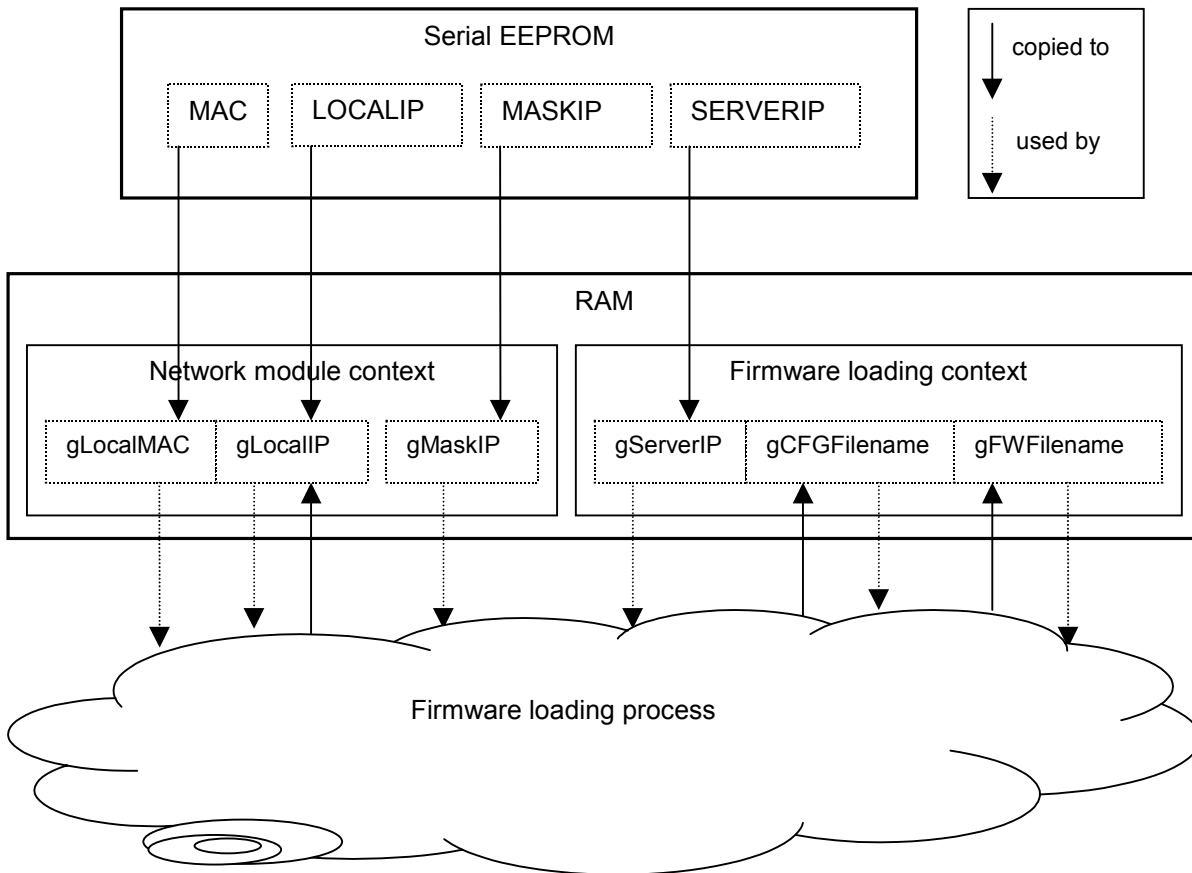 Serial EEPROM
MAC
LOCALIP
MASKIP
SERVERIP
copied to
used by
RAM
Network module context
Firmware loading context
gLocalMAC
gLocalIP
gMaskIP
gServerIP
gCFGFilename
gFWFilename
Firmware loading process